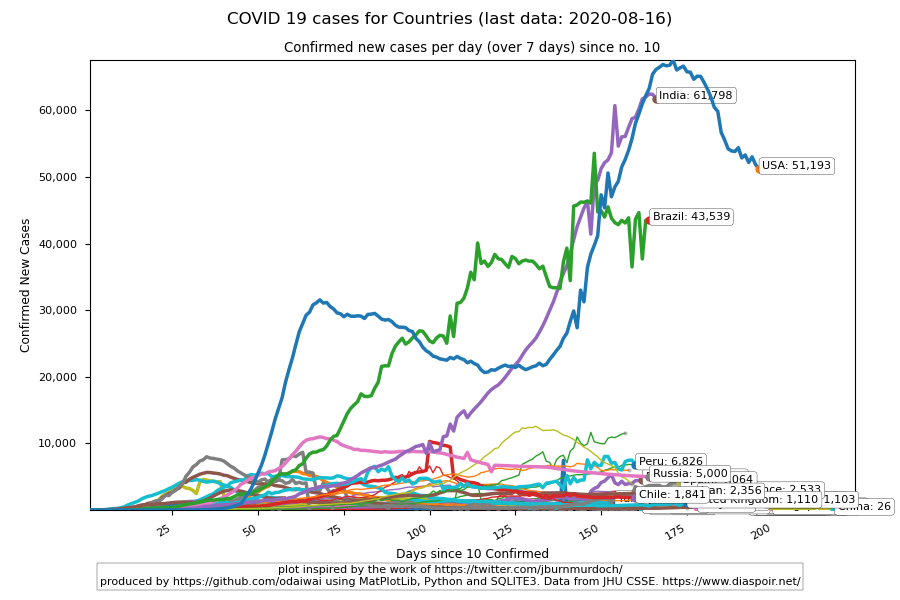 COVID 19 cases for Countries (last data: 2020-08-16)
Confirmed new cases per day (over 7 days) since no. 10
Confirmed New Cases
60,000
50,000
40,000
30,000
20,000
10,000
India: 61,798
USA: 51,193
Brazil: 43,539
Peru: 6,826
Russia: 5,000
Chile: 1,841
2,356
2,533
1,110
1,103
China: 26
25
50
75
100
125
150
175
200
Days since 10 Confirmed
plot inspired by the work of https://twitter.com/jburnmurdoch/
produced by https://github.com/odaiwai using MatPlotLib, Python and SQLITE3. Data from JHU CSSE. https://www.diaspoir.net/